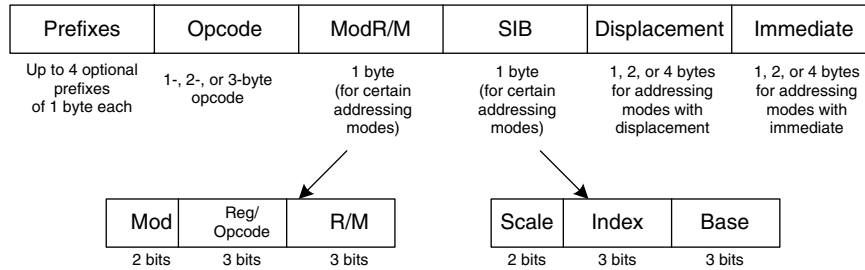 Prefixes Opcode ModR/M SIB Displacement Immediate
Up to 4 optional
prefixes
of 1 byte each
1-, 2-, or 3-byte
opcode
1 byte
(for certain
addressing
modes)
1 byte
(for certain
addressing
modes)
1, 2, or 4 bytes
for addressing
modes with
displacement
1, 2, or 4 bytes
for addressing
modes with
immediate
Mod
Reg/
Opcode
R/M
Scale Index Base
2 bits 3 bits 3 bits
2 bits 3 bits 3 bits